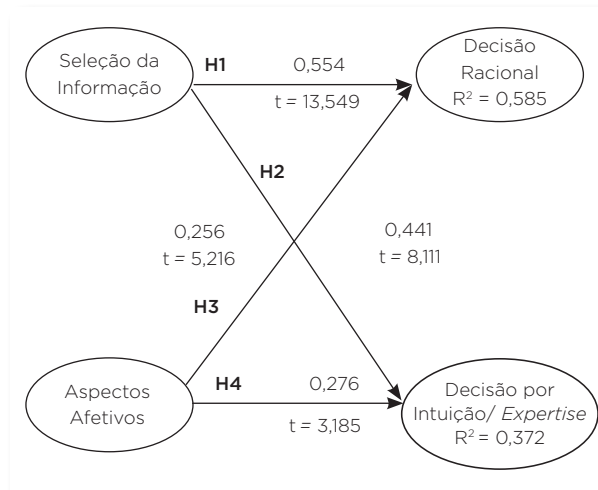 Seleção da
Informação
H1
0,554
t = 13,549
Decisão
Racional
R² = 0,585
H2
0,256
t = 5,216
0,441
t = 8,111
H3
Aspectos
Afetivos
H4
0,276
t = 3,185
Decisão por
Intuição/ Expertise
R² = 0,372